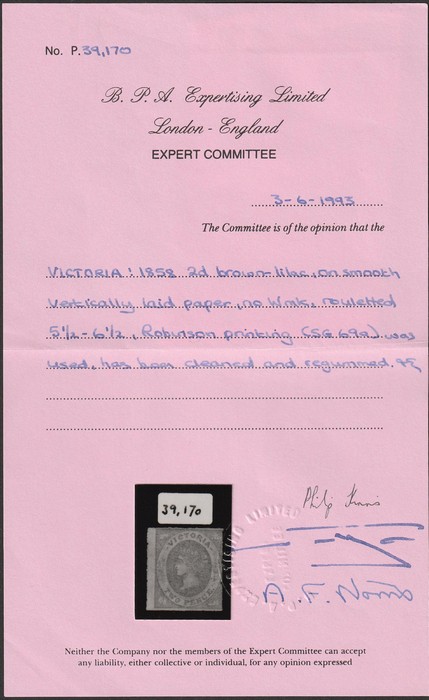 No. P. 39,170
B. P. A. Expertising Limited
London - England
EXPERT COMMITTEE
3-6-1993
The Committee is of the opinion that the
VICTORIA: 1858 2d brown-lilac, on smooth
vertically laid paper, no wmk, rouletted
5½-6½, Robinson printing (SG 69a) was
used, has been cleaned and regummed.
39,170
VICTORIA
TWO PENCE
Philip
LIMITED
Neither the Company nor the members of the Expert Committee can accept
any liability, either collective or individual, for any opinion expressed